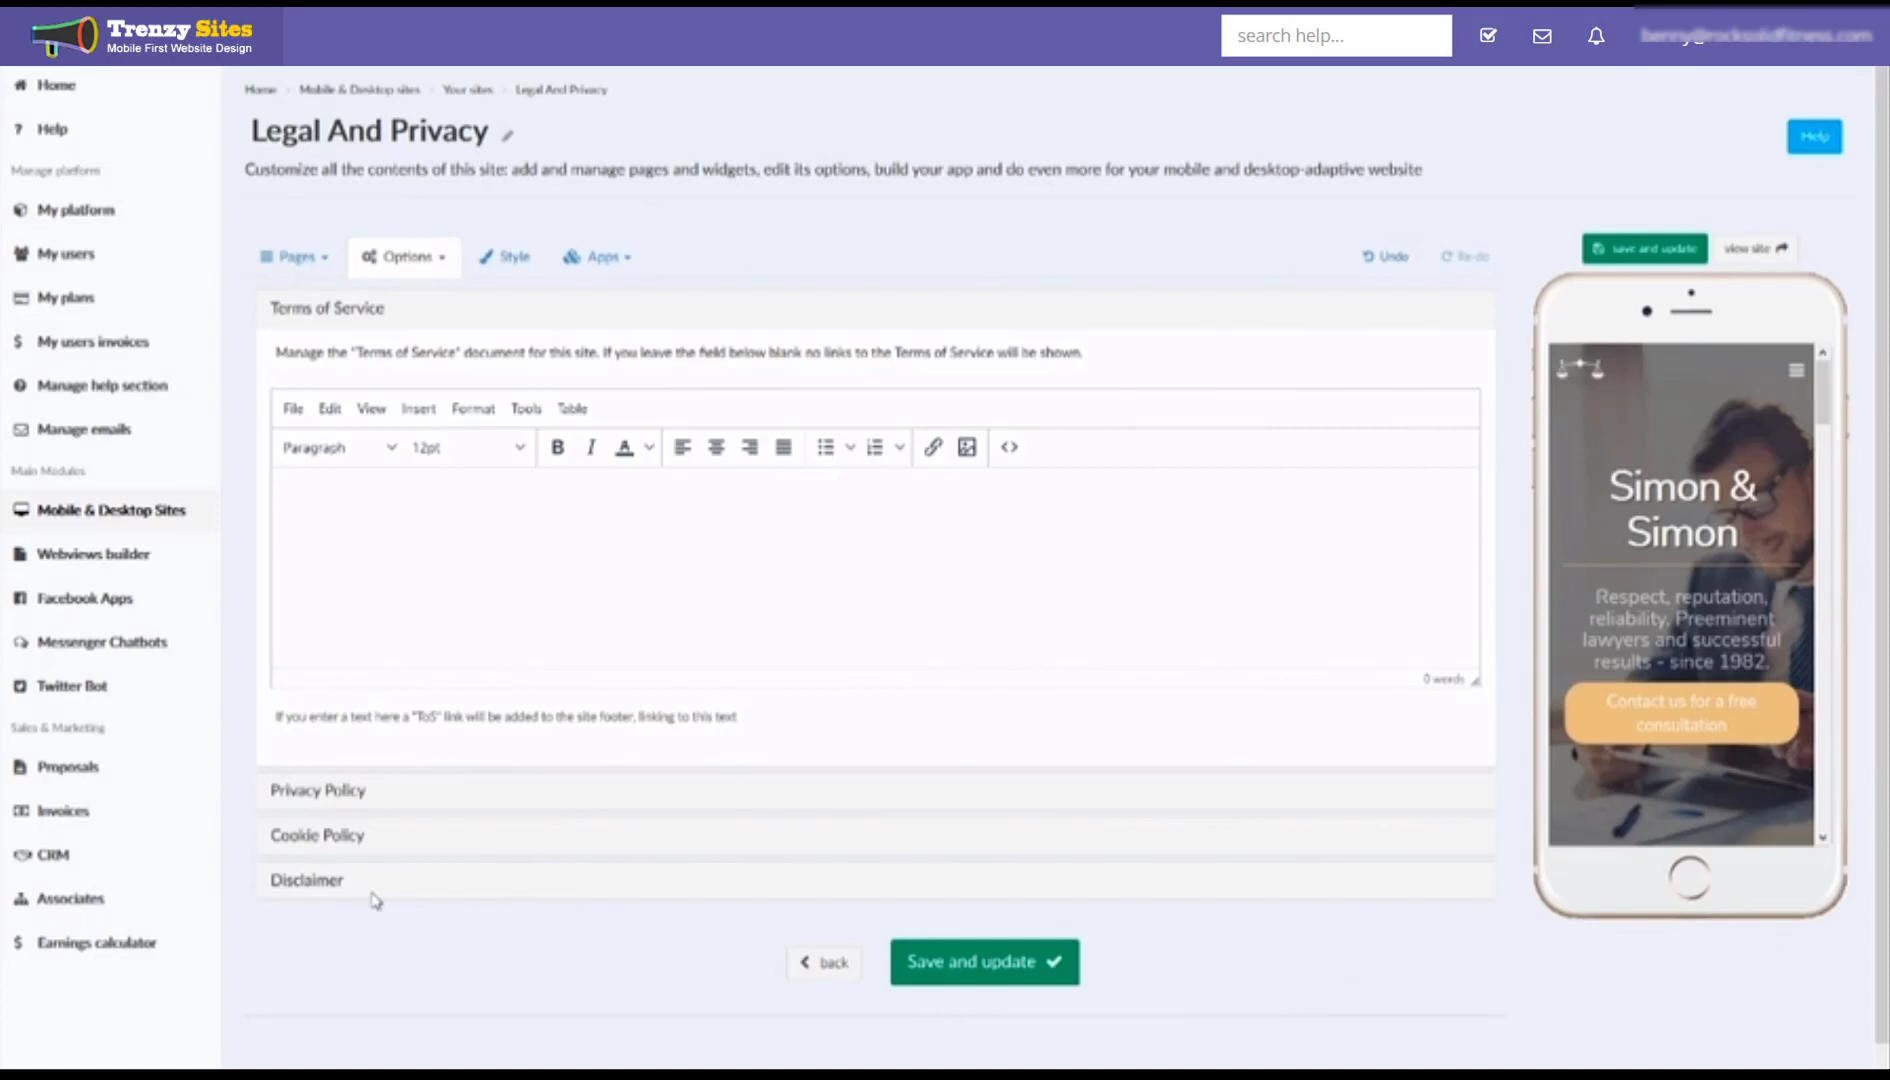 Trenzy Sites
Mobile First Website Design
search help...
Home
Help
Manage platform
My platform
My users
My plans
My users invoices
Manage help section
Manage emails
Main Modules
Mobile & Desktop Sites
Webviews builder
Facebook Apps
Messenger Chatbots
Twitter Bot
Sales & Marketing
Proposals
Invoices
CRM
Associates
Earnings calculator
Home Mobile & Desktop sites Your sites Legal And Privacy
Legal And Privacy
Help
Customize all the contents of this site: add and manage pages and widgets, edit its options, build your app and do even more for your mobile and desktop-adaptive website
Pages Options Style Apps Undo Re-do
Terms of Service
Manage the "Terms of Service" document for this site. If you leave the field below blank no links to the Terms of Service will be shown.
File Edit View Insert Format Tools Table
Paragraph 12pt B I A
0 words
If you enter a text here a "ToS" link will be added to the site footer, linking to this text
Privacy Policy
Cookie Policy
Disclaimer
back Save and update
save and update view site
Simon &
Simon
Respect, reputation,
reliability. Preeminent
lawyers and successful
results - since 1982.
Contact us for a free
consultation